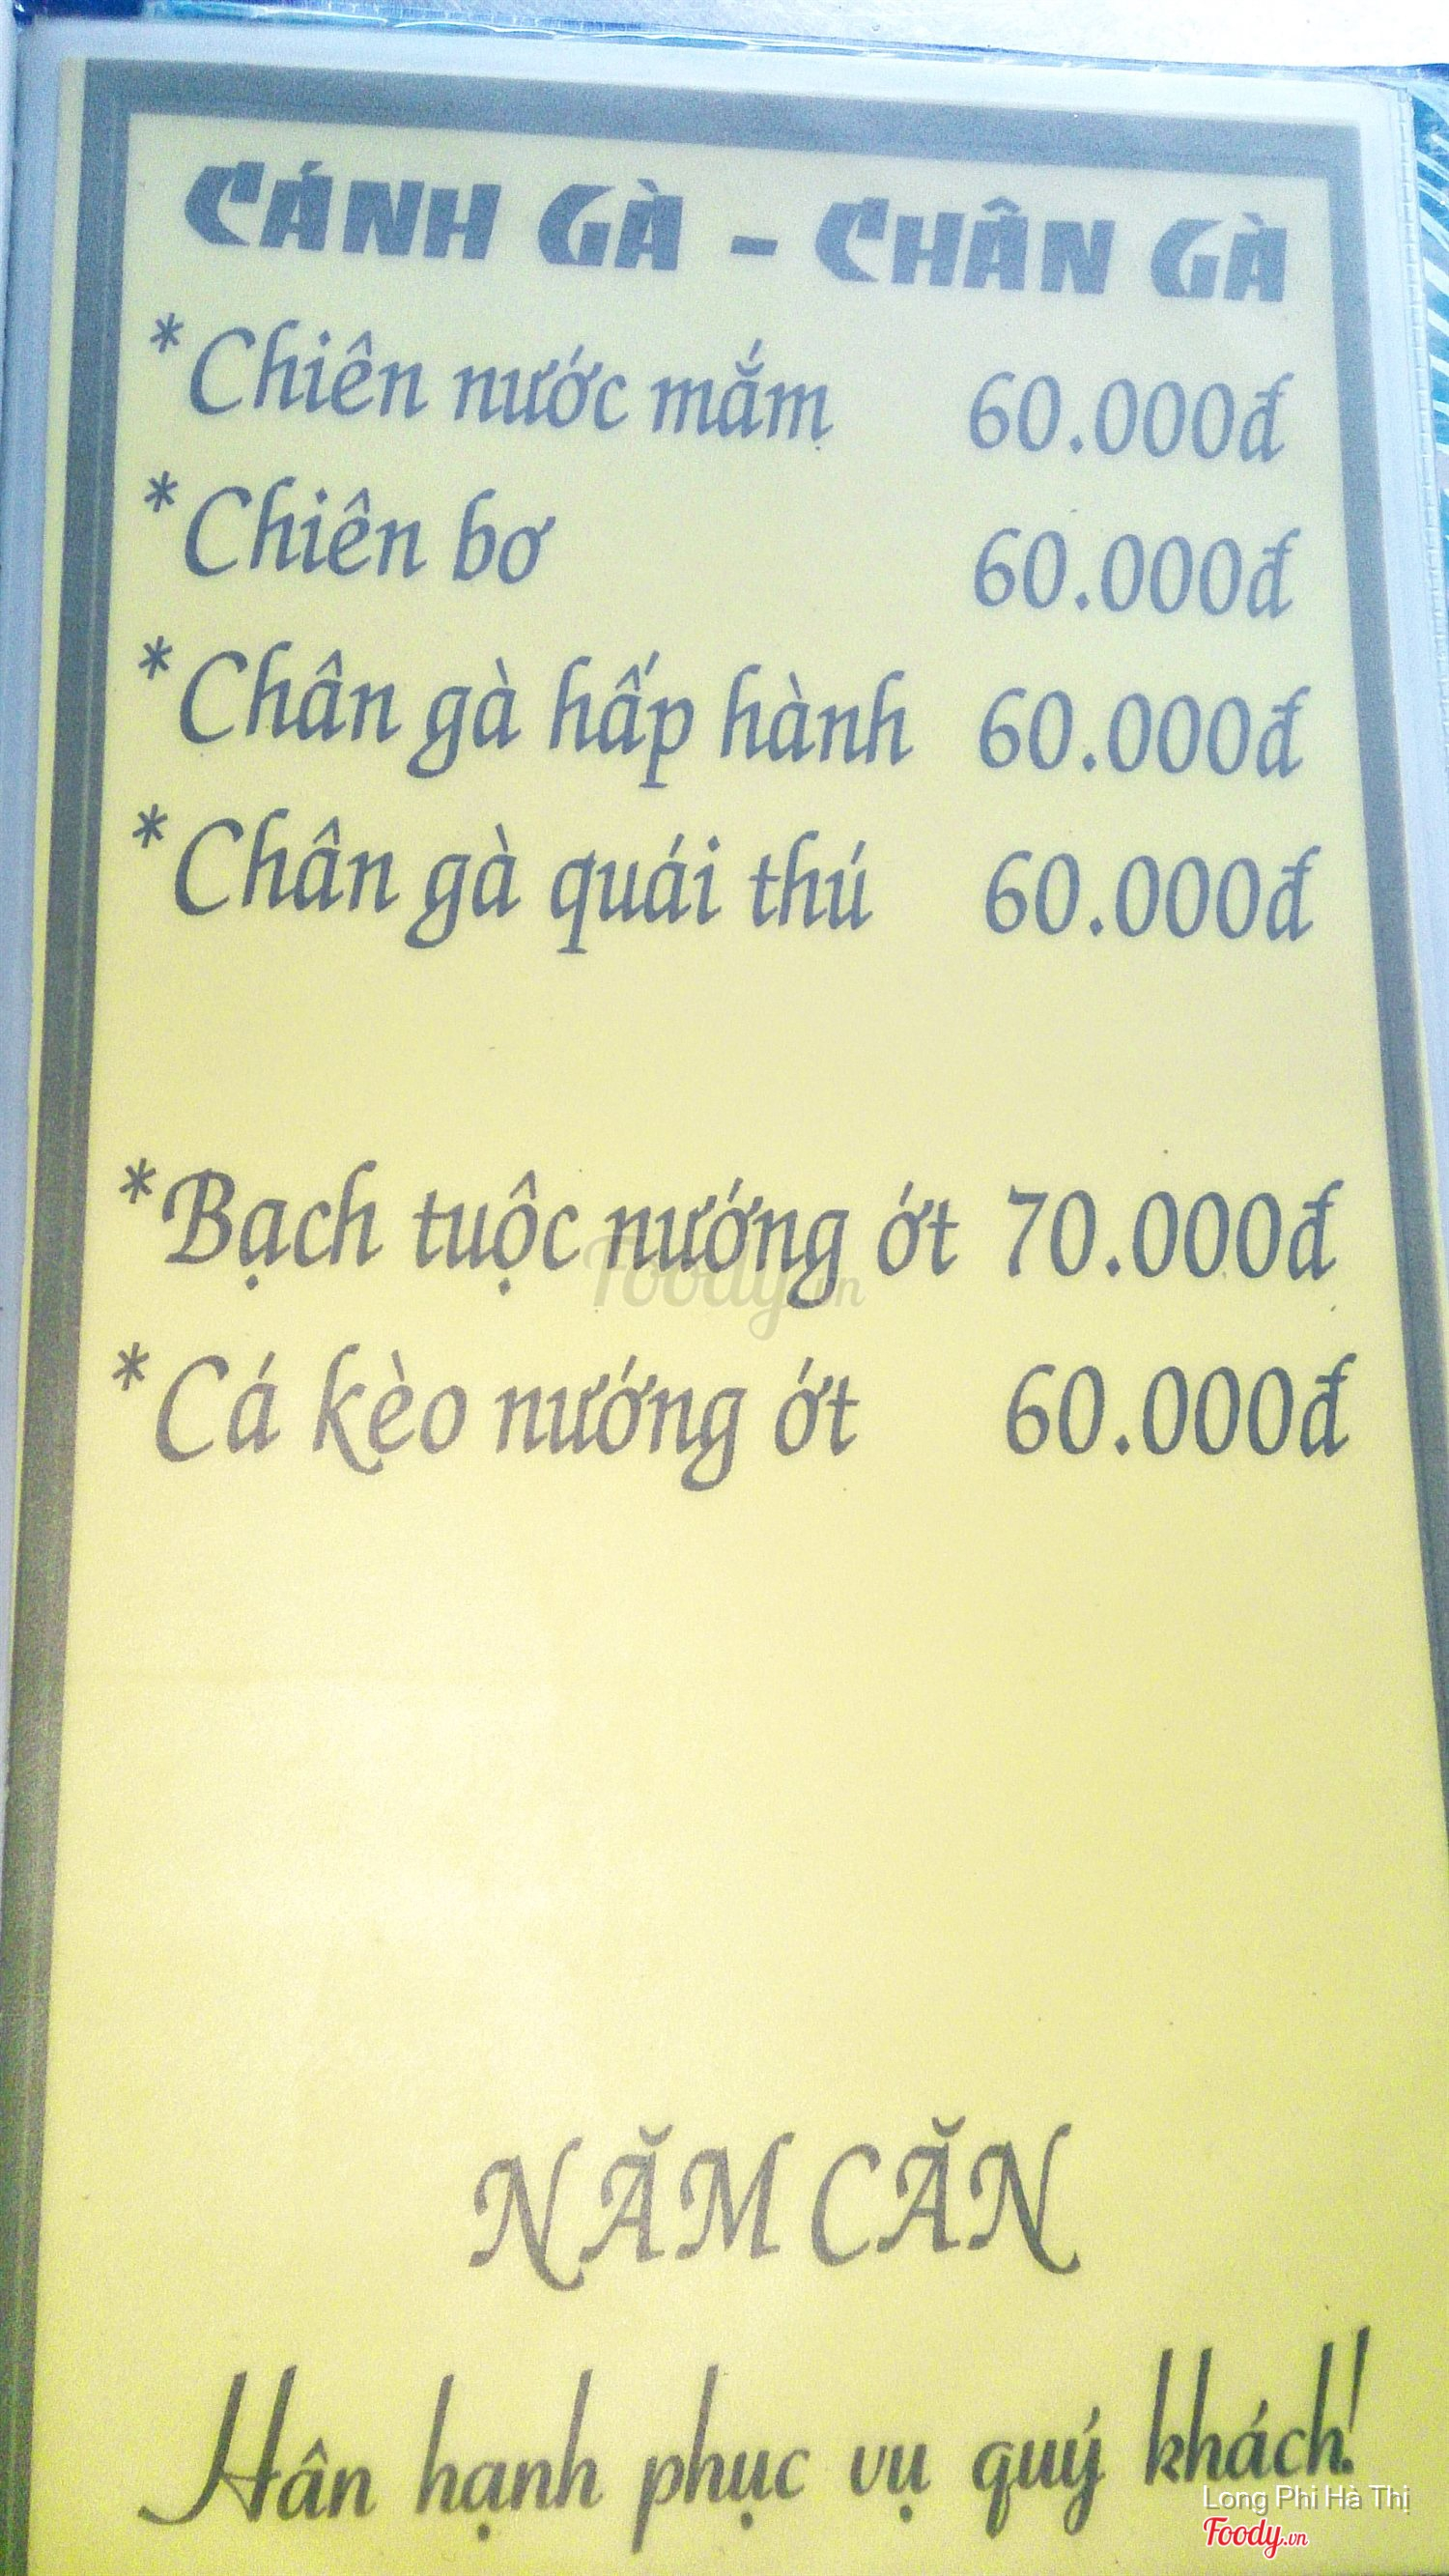 CÁNH GÀ - CHÂN GÀ
*Chiên nước mắm 60.000đ
*Chiên bơ 60.000đ
*Chân gà hấp hành 60.000đ
*Chân gà quái thú 60.000đ
*Bạch tuộc nướng ớt 70.000đ
Foody.vn
*Cá kèo nướng ớt 60.000đ
NĂM CĂN
Hân hạnh phục vụ quý khách!
Long Phi Hà Thị
Foody.vn